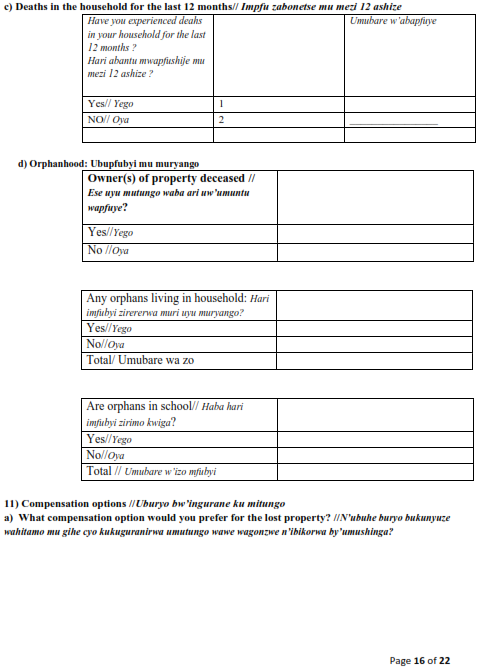 c) Deaths in the household for the last 12 months// Impfu zabonetse mu mezi 12 ashize
Have you experienced deahs
in your household for the last
12 months ?
Hari abantu mwapfushije mu
mezi 12 ashize ?
Umubare w'abapfuye
Yes// Yego 1
NO// Oya 2 ________________
d) Orphanhood: Ubupfubyi mu muryango
Owner(s) of property deceased //
Ese uyu mutungo waba ari uw'umuntu
wapfuye?
Yes//Yego
No //Oya
Any orphans living in household: Hari
imfubyi zirererwa muri uyu muryango?
Yes//Yego
No//Oya
Total/ Umubare wa zo
Are orphans in school// Haba hari
imfubyi zirimo kwiga?
Yes//Yego
No//Oya
Total // Umubare w'izo mfubyi
11) Compensation options //Uburyo bw'ingurane ku mitungo
a) What compensation option would you prefer for the lost property? //N'ubuhe buryo bukunyuze
wahitamo mu gihe cyo kukuguranirwa umutungo wawe wagonzwe n'ibikorwa by'umushinga?
Page 16 of 22